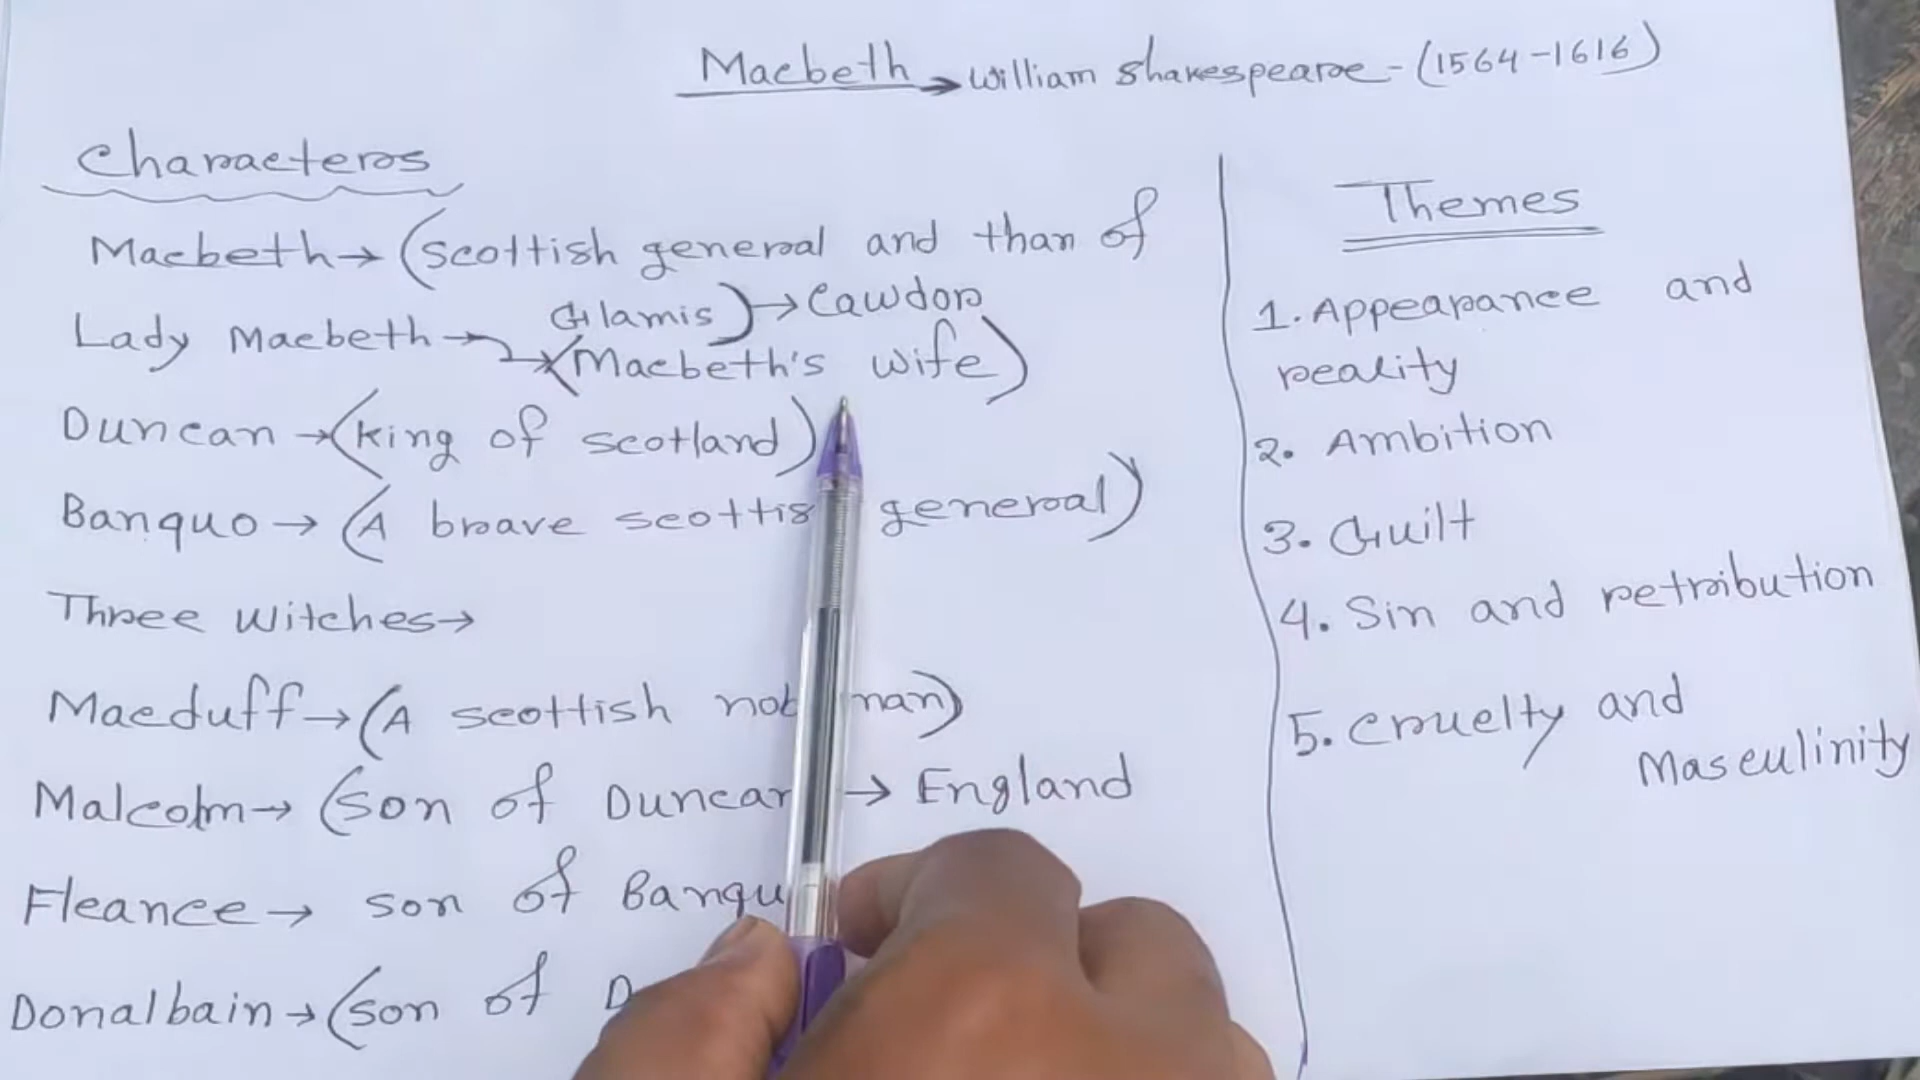 Macbeth → William Shakespeare - (1564-1616)
Characters
Macbeth → (Scottish general and than of
Glamis) → Cawdor
Lady Macbeth → (Macbeth's wife)
Duncan → (King of Scotland)
Banquo → (A brave scottis general)
Three Witches →
Macduff → (A scottish nob man)
Malcolm → (Son of Duncan → England
Fleance → son of Banqu
Donalbain → (son of D
Themes
1. Appearance and
reality
2. Ambition
3. Guilt
4. Sin and retribution
5. Cruelty and
Masculinity